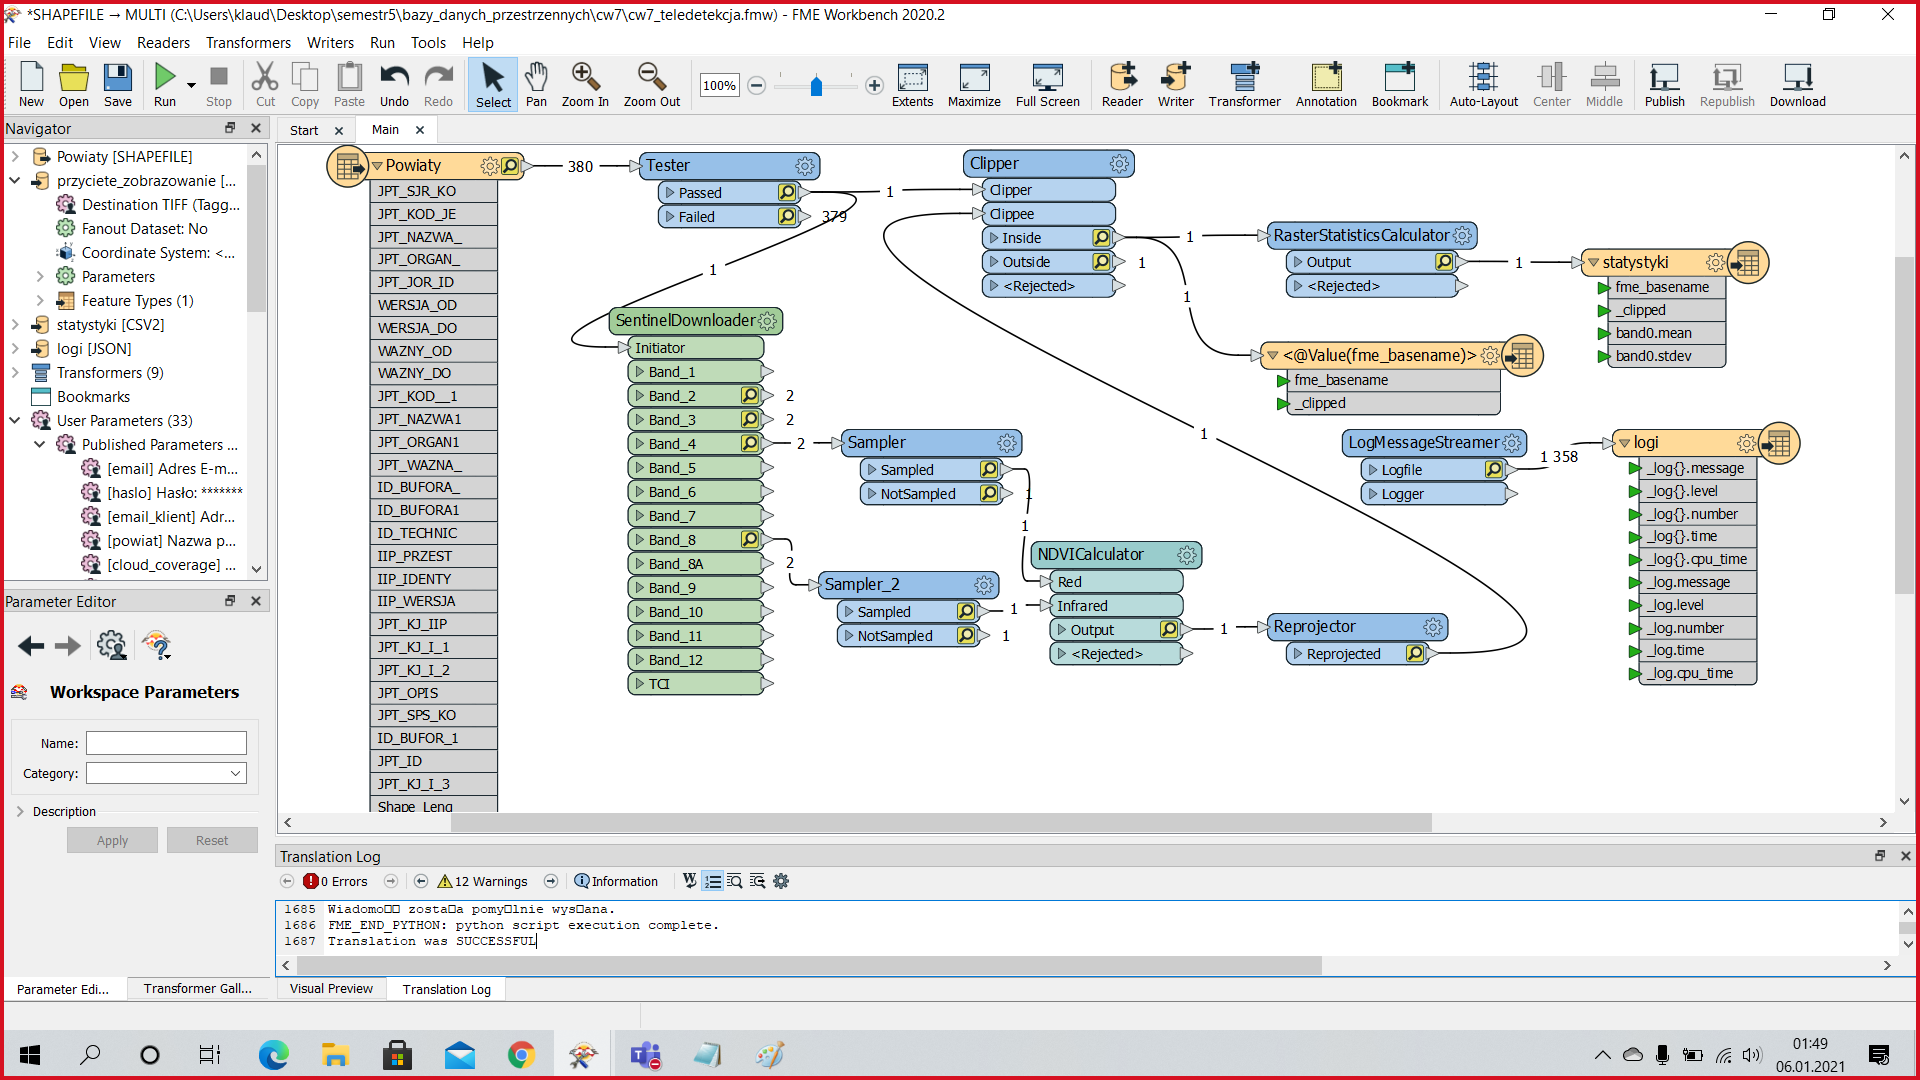 *SHAPEFILE → MULTI (C:\Users\klaud\Desktop\semestr5\bazy_danych_przestrzennych\cw7\cw7_teledetekcja.fmw) - FME Workbench 2020.2
File Edit View Readers Transformers Writers Run Tools Help
New Open Save Run Stop Cut Copy Paste Undo Redo Select Pan Zoom In Zoom Out 100% Extents Maximize Full Screen Reader Writer Transformer Annotation Bookmark Auto-Layout Center Middle Publish Republish Download
Navigator
Powiaty [SHAPEFILE]
przyciete_zobrazowanie [...
Destination TIFF (Tagg...
Fanout Dataset: No
Coordinate System: <...
Parameters
Feature Types (1)
statystyki [CSV2]
logi [JSON]
Transformers (9)
Bookmarks
User Parameters (33)
Published Parameters ...
[email] Adres E-m...
[haslo] Hasło: *******
[email_klient] Adr...
[powiat] Nazwa p...
[cloud_coverage] ...
Parameter Editor
Workspace Parameters
Name:
Category:
Description
Apply Reset
Parameter Edi... Transformer Gall...
Start Main
Powiaty
JPT_SJR_KO
JPT_KOD_JE
JPT_NAZWA_
JPT_ORGAN_
JPT_JOR_ID
WERSJA_OD
WERSJA_DO
WAZNY_OD
WAZNY_DO
JPT_KOD__1
JPT_NAZWA1
JPT_ORGAN1
JPT_WAZNA_
ID_BUFORA_
ID_BUFORA1
ID_TECHNIC
IIP_PRZEST
IIP_IDENTY
IIP_WERSJA
JPT_KJ_IIP
JPT_KJ_I_1
JPT_KJ_I_2
JPT_OPIS
JPT_SPS_KO
ID_BUFOR_1
JPT_ID
JPT_KJ_I_3
Shape_Leng
380
Tester
Passed
Failed
379
1
1
SentinelDownloader
Initiator
Band_1
Band_2 2
Band_3 2
Band_4 2
Band_5
Band_6
Band_7
Band_8
Band_8A 2
Band_9
Band_10
Band_11
Band_12
TCI
Sampler
Sampled
NotSampled 1
1
Sampler_2
Sampled 1
NotSampled 1
Clipper
Clipper
Clippee
Inside 1
Outside 1
<Rejected>
1
1
NDVICalculator
Red
Infrared
Output 1
<Rejected>
Reprojector
Reprojected
RasterStatisticsCalculator
Output 1
<Rejected>
<@Value(fme_basename)>
fme_basename
_clipped
statystyki
fme_basename
_clipped
band0.mean
band0.stdev
LogMessageStreamer
Logfile 1 358
Logger
logi
_log{}.message
_log{}.level
_log{}.number
_log{}.time
_log{}.cpu_time
_log.message
_log.level
_log.number
_log.time
_log.cpu_time
Translation Log
0 Errors 12 Warnings Information
1685 Wiadomo▯▯ zosta▯a pomy▯lnie wys▯ana.
1686 FME_END_PYTHON: python script execution complete.
1687 Translation was SUCCESSFUL
Visual Preview Translation Log
01:49
06.01.2021